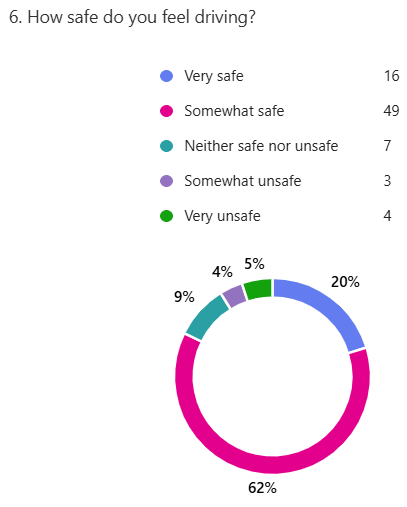 6. How safe do you feel driving?
Very safe 16
Somewhat safe 49
Neither safe nor unsafe 7
Somewhat unsafe 3
Very unsafe 4
5%
4%
20%
9%
62%